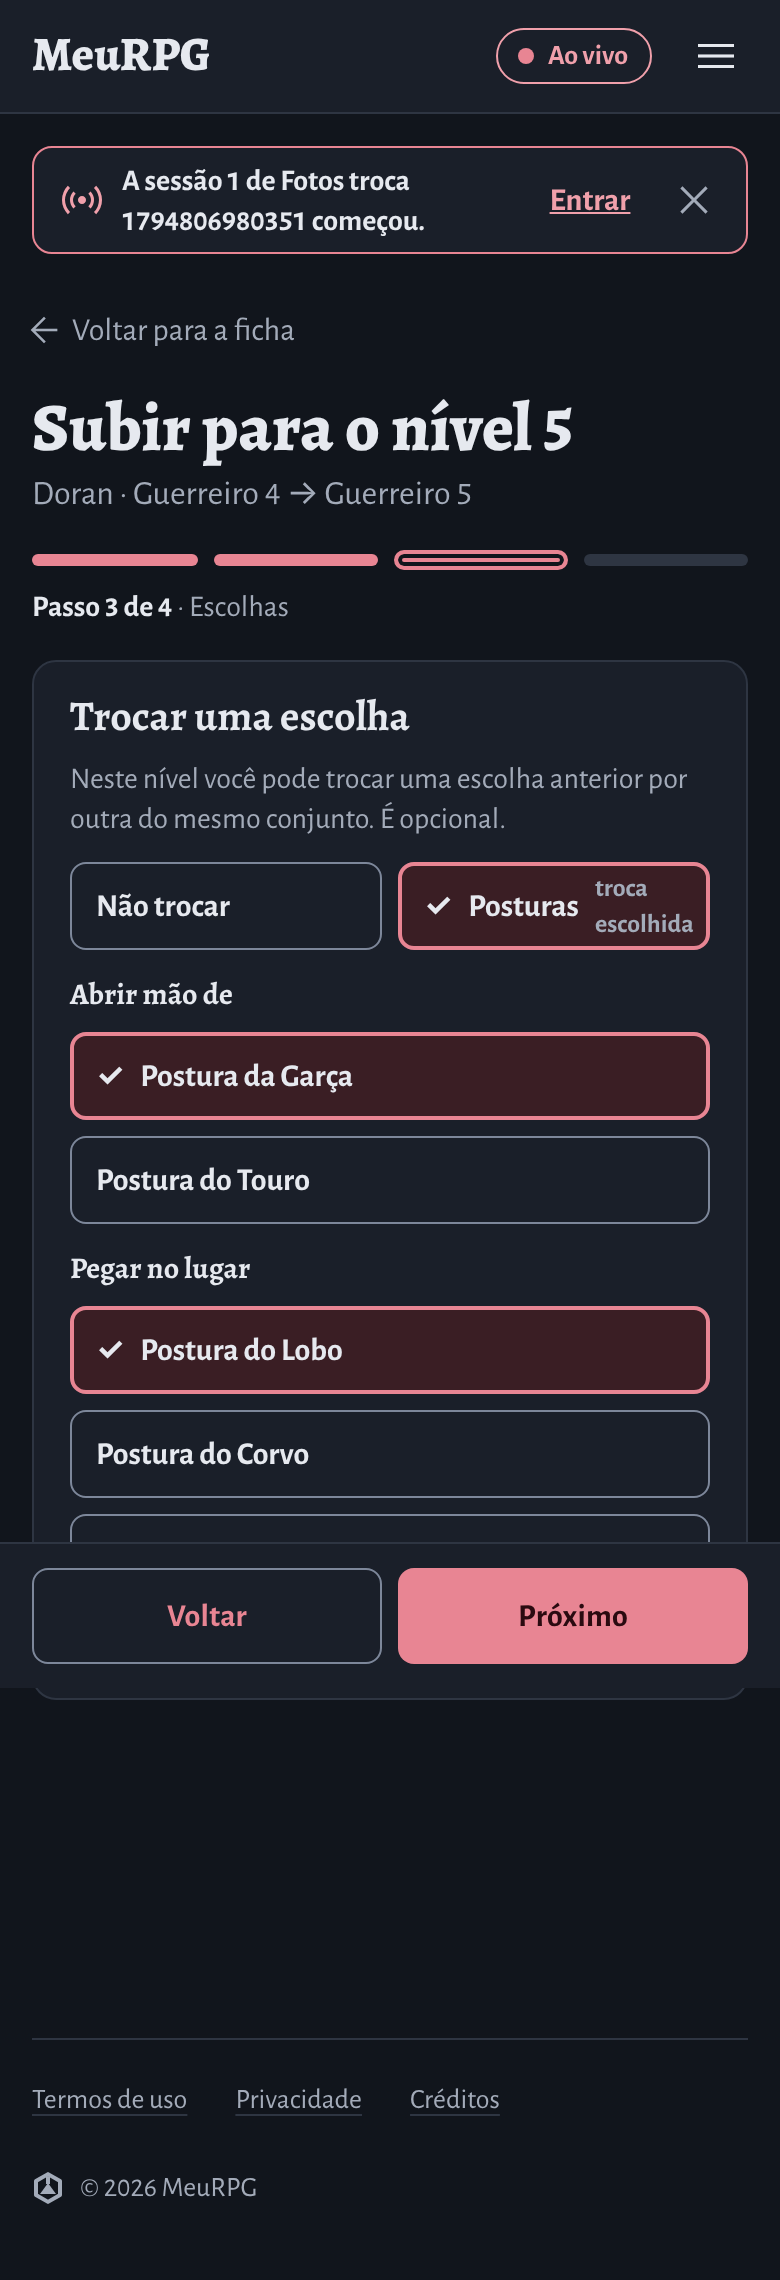 MeuRPG
Ao vivo
A sessão 1 de Fotos troca
1794806980351 começou.
Entrar
Voltar para a ficha
Subir para o nível 5
Doran · Guerreiro 4 → Guerreiro 5
Passo 3 de 4 · Escolhas
Trocar uma escolha
Neste nível você pode trocar uma escolha anterior por
outra do mesmo conjunto. É opcional.
Não trocar
Posturas
troca
escolhida
Abrir mão de
Postura da Garça
Postura do Touro
Pegar no lugar
Postura do Lobo
Postura do Corvo
Voltar
Próximo
Termos de uso
Privacidade
Créditos
© 2026 MeuRPG